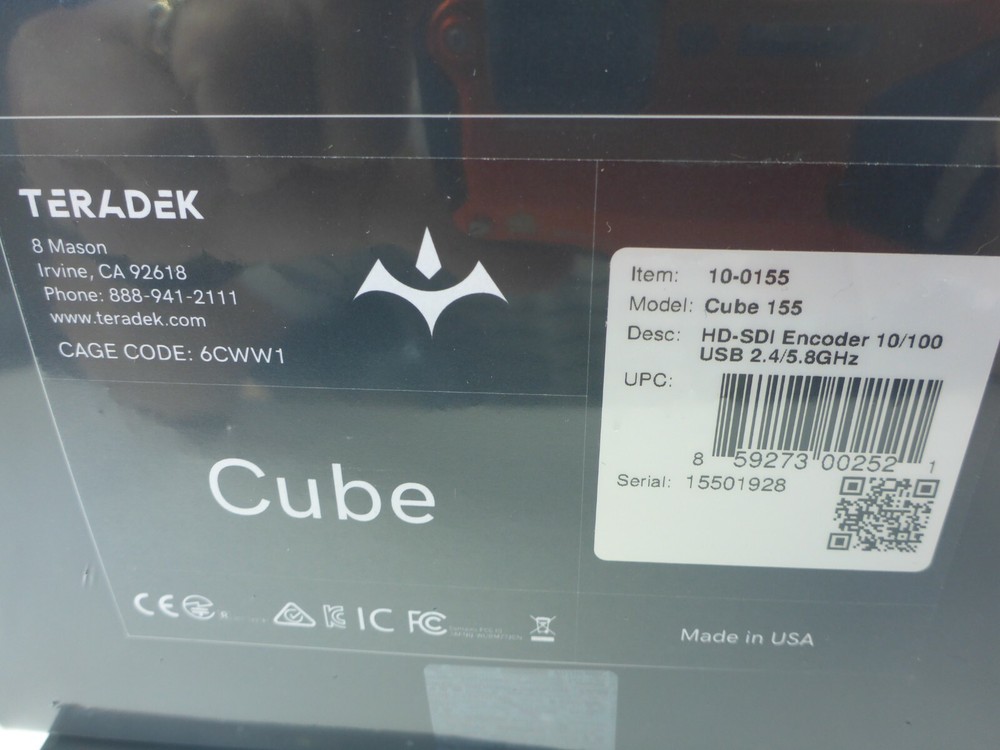 TERADEK
8 Mason
Irvine, CA 92618
Phone: 888-941-2111
www.teradek.com
CAGE CODE: 6CWW1
Cube
CE
IC FC
Item: 10-0155
Model: Cube 155
Desc: HD-SDI Encoder 10/100
USB 2.4/5.8GHz
UPC:
8 59273 00252 1
Serial: 15501928
Made in USA